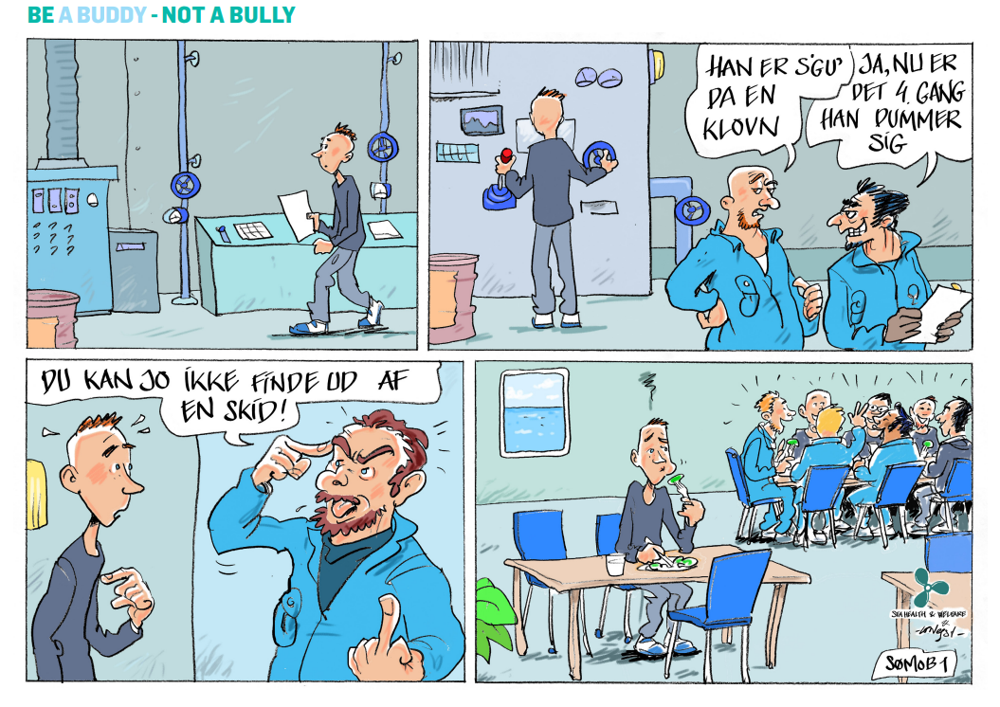 BE A BUDDY - NOT A BULLY
HAN ER S'GU'
DA EN
KLOVN
JA, NU ER
DET 4. GANG
HAN DUMMER
SIG
DU KAN JO IKKE FINDE UD AF
EN SKID!
SEA HEALTH & WELFARE
&
SØMOB 1